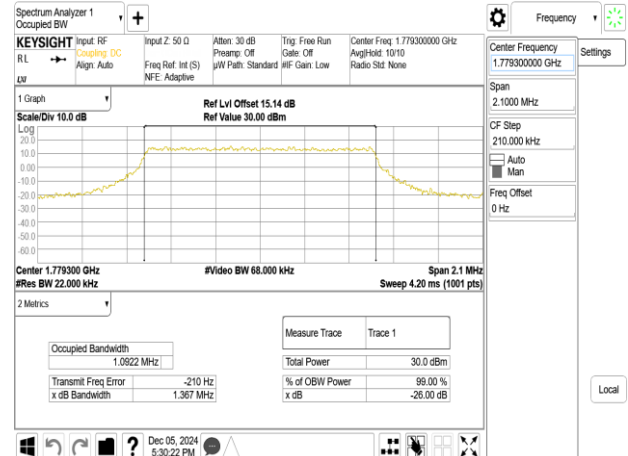 Spectrum Analyzer 1
Occupied BW
Frequency
KEYSIGHT
RL
LXI
Input: RF
Coupling: DC
Align: Auto
Input Z: 50 Ω
Freq Ref: Int (S)
NFE: Adaptive
Atten: 30 dB
Preamp: Off
µW Path: Standard
Trig: Free Run
Gate: Off
#IF Gain: Low
Center Freq: 1.779300000 GHz
Avg|Hold: 10/10
Radio Std: None
Center Frequency
1.779300000 GHz
Settings
Span
2.1000 MHz
CF Step
210.000 kHz
Auto
Man
Freq Offset
0 Hz
Local
1 Graph
Scale/Div 10.0 dB
Ref Lvl Offset 15.14 dB
Ref Value 30.00 dBm
Log
20.0
10.0
0.00
-10.0
-20.0
-30.0
-40.0
-50.0
-60.0
Center 1.779300 GHz
#Video BW 68.000 kHz
Span 2.1 MHz
#Res BW 22.000 kHz
Sweep 4.20 ms (1001 pts)
2 Metrics
Measure Trace Trace 1
Occupied Bandwidth
1.0922 MHz
Total Power 30.0 dBm
Transmit Freq Error -210 Hz
% of OBW Power 99.00 %
x dB Bandwidth 1.367 MHz
x dB -26.00 dB
?
Dec 05, 2024
5:30:22 PM